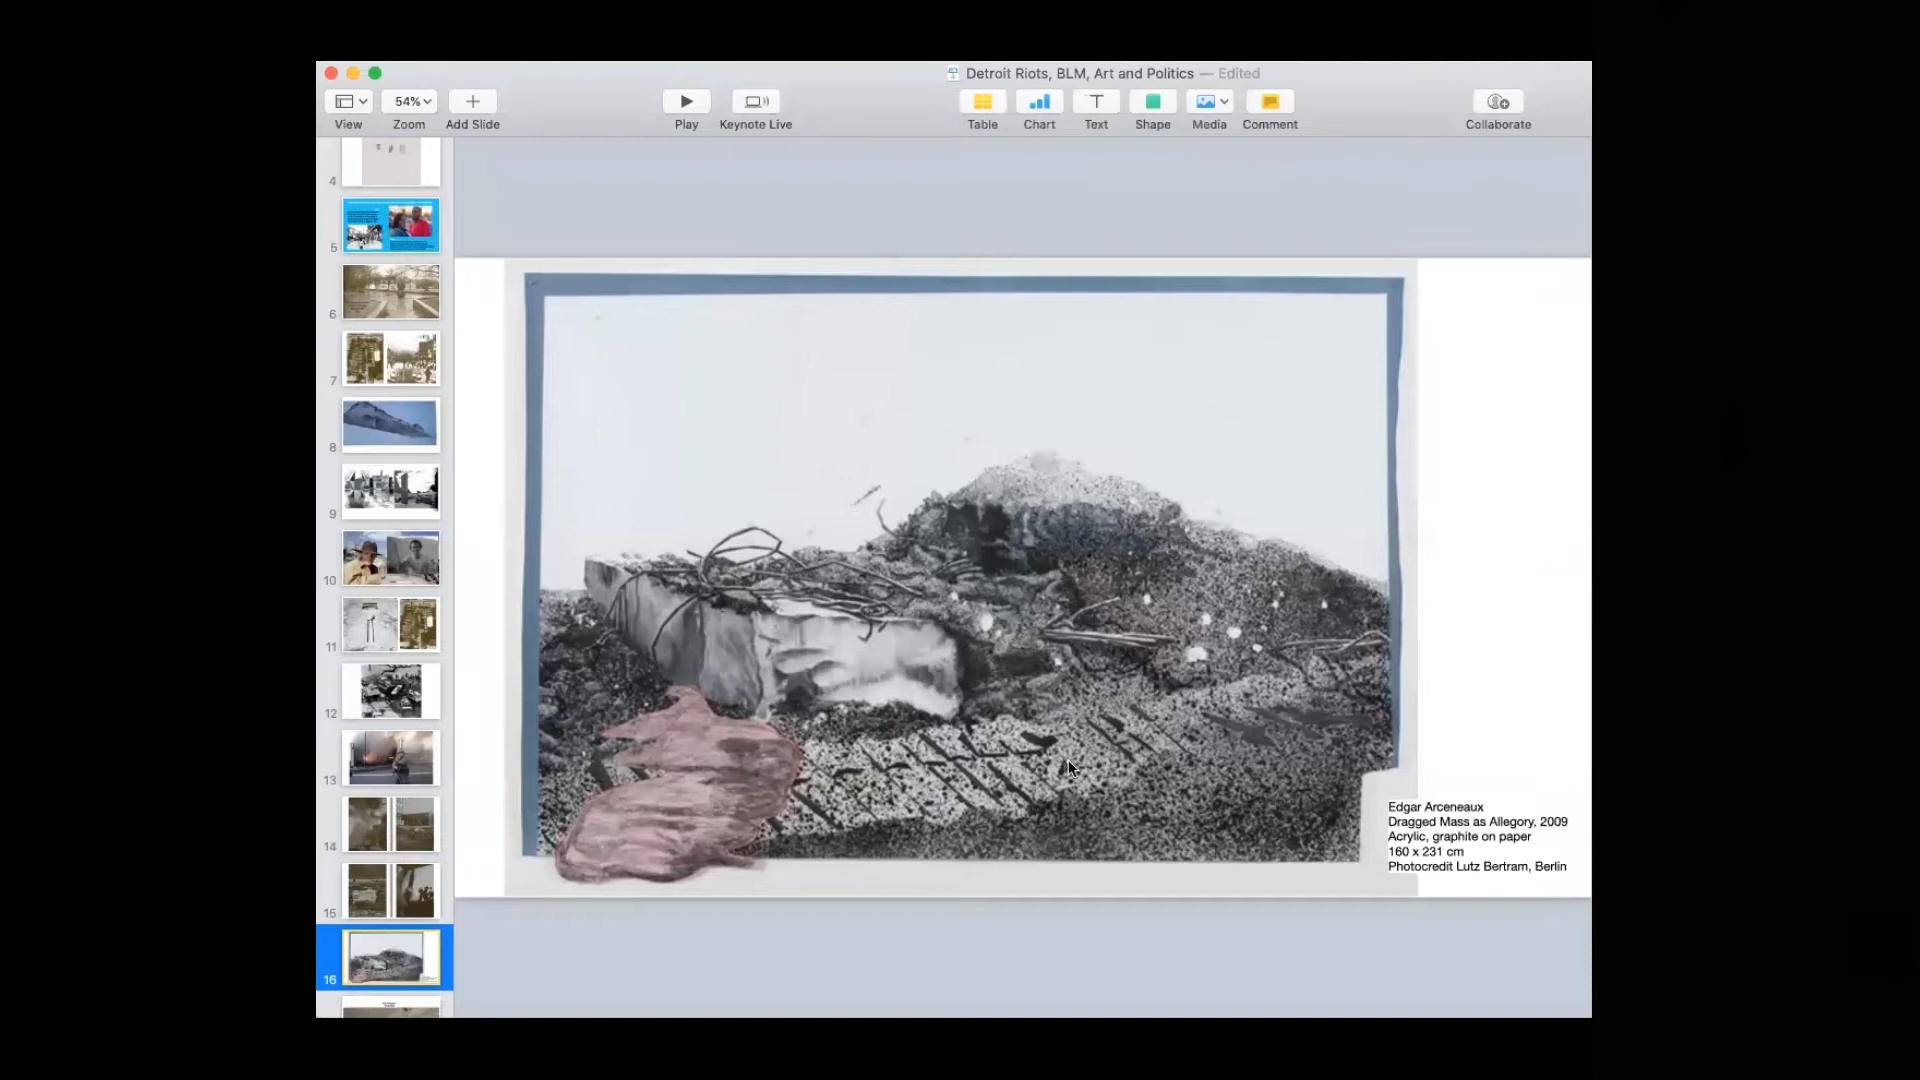 Detroit Riots, BLM, Art and Politics — Edited
54%
View
Zoom
Add Slide
Play
Keynote Live
Table
Chart
Text
Shape
Media
Comment
Collaborate
4
5
6
7
8
9
10
11
12
13
14
15
16
Edgar Arceneaux
Dragged Mass as Allegory, 2009
Acrylic, graphite on paper
160 x 231 cm
Photocredit Lutz Bertram, Berlin